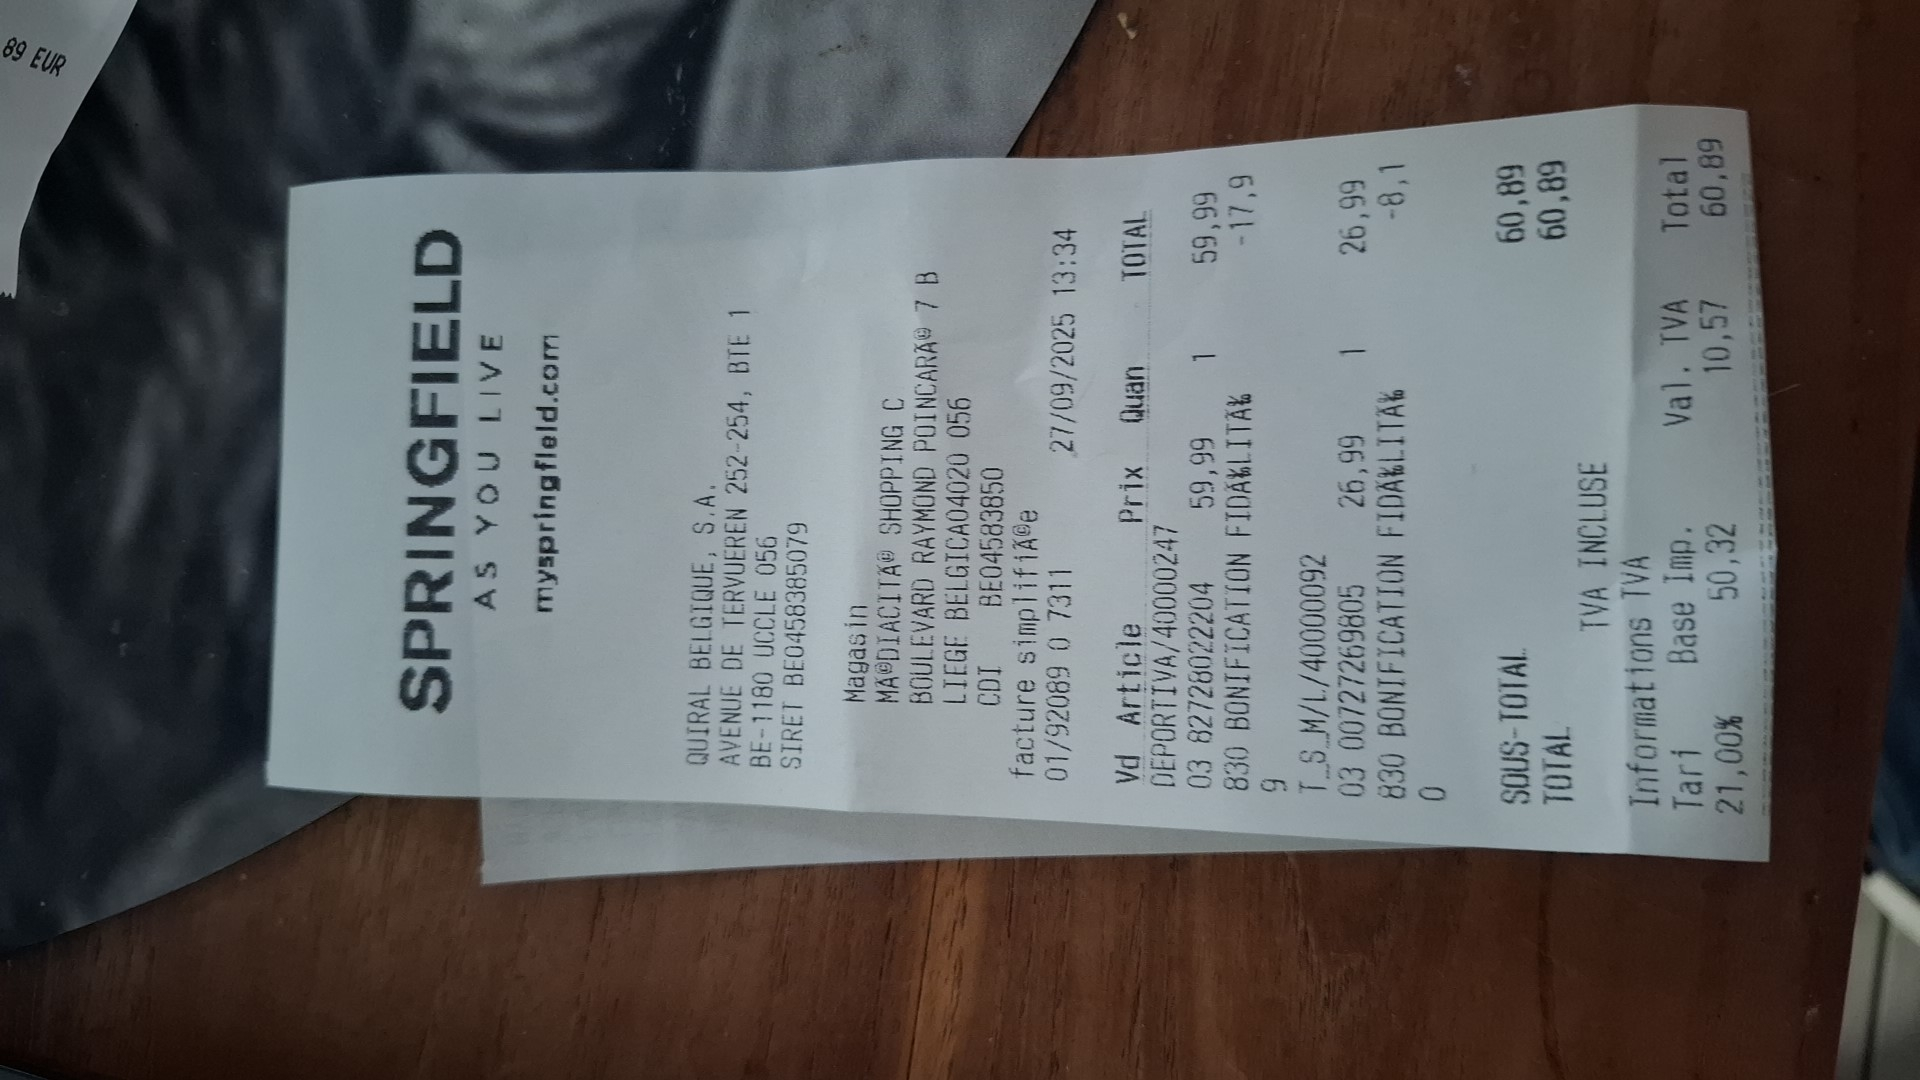 89 EUR
SPRINGFIELD
AS YOU LIVE
myspringfield.com
QUIRAL BELGIQUE, S.A.
AVENUE DE TERVUEREN 252-254, BTE 1
BE-1180 UCCLE 056
SIRET BE0458385079
Magasin
MÃ©DIACITÃ© SHOPPING C
BOULEVARD RAYMOND POINCARÃ© 7 B
LIEGE BELGICA04020 056
CDI BE04583850
facture simplifiÃ©e
01/92089 0 7311 27/09/2025 13:34
Vd Article Prix Quan TOTAL
DEPORTIVA/40000247
03 82728022204 59,99 1 59,99
830 BONIFICATION FIDÃ‰LITÃ‰ -17,9
9
T_S_M/L/40000092
03 00727269805 26,99 1 26,99
830 BONIFICATION FIDÃ‰LITÃ‰ -8,1
0
SOUS-TOTAL 60,89
TOTAL 60,89
TVA INCLUSE
Informations TVA
Tari Base Imp. Val. TVA Total
21,00% 50,32 10,57 60,89